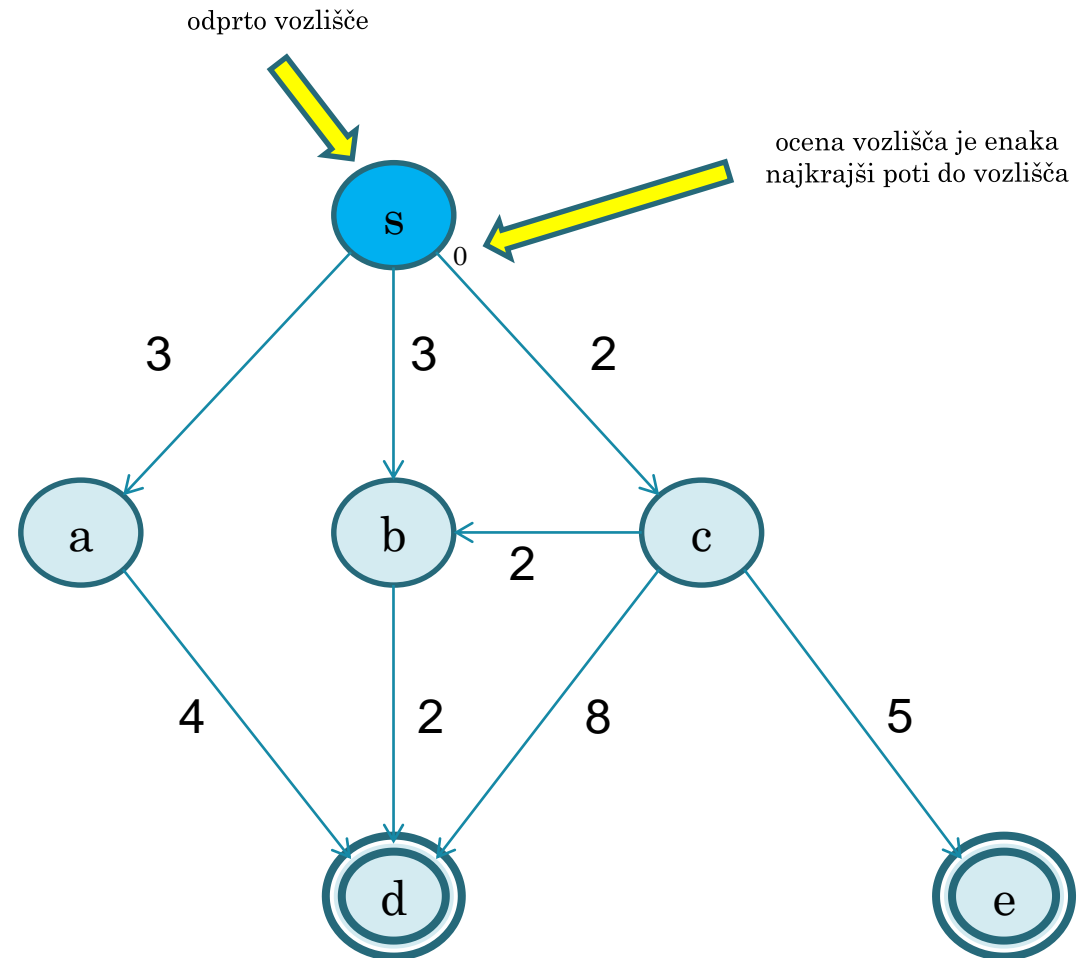 odprto vozlišče
ocena vozlišča je enaka
najkrajši poti do vozlišča
s
0
3
3
2
a
b
c
2
4
2
8
5
d
e